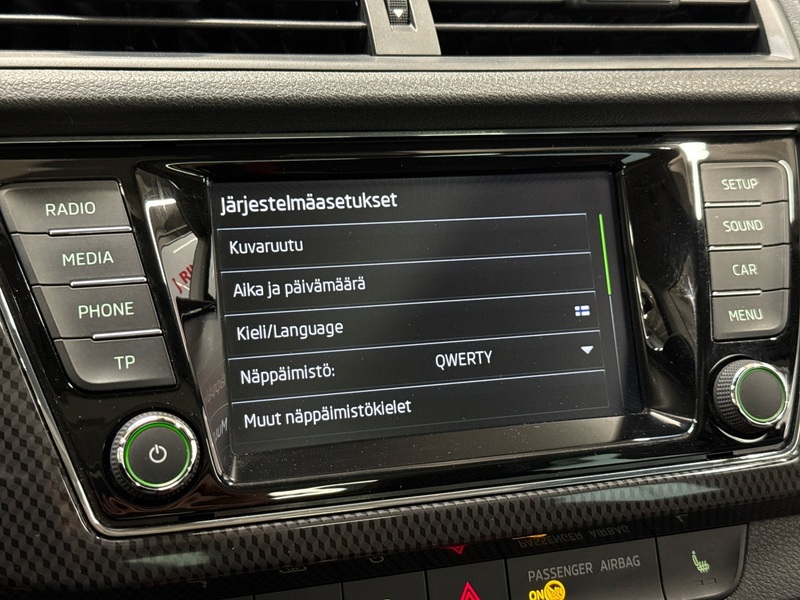 RADIO
MEDIA
PHONE
TP
Järjestelmäasetukset
Kuvaruutu
Aika ja päivämäärä
Kieli/Language
Näppäimistö: QWERTY
Muut näppäimistökielet
SETUP
SOUND
CAR
MENU
PASSENGER AIRBAG
ON